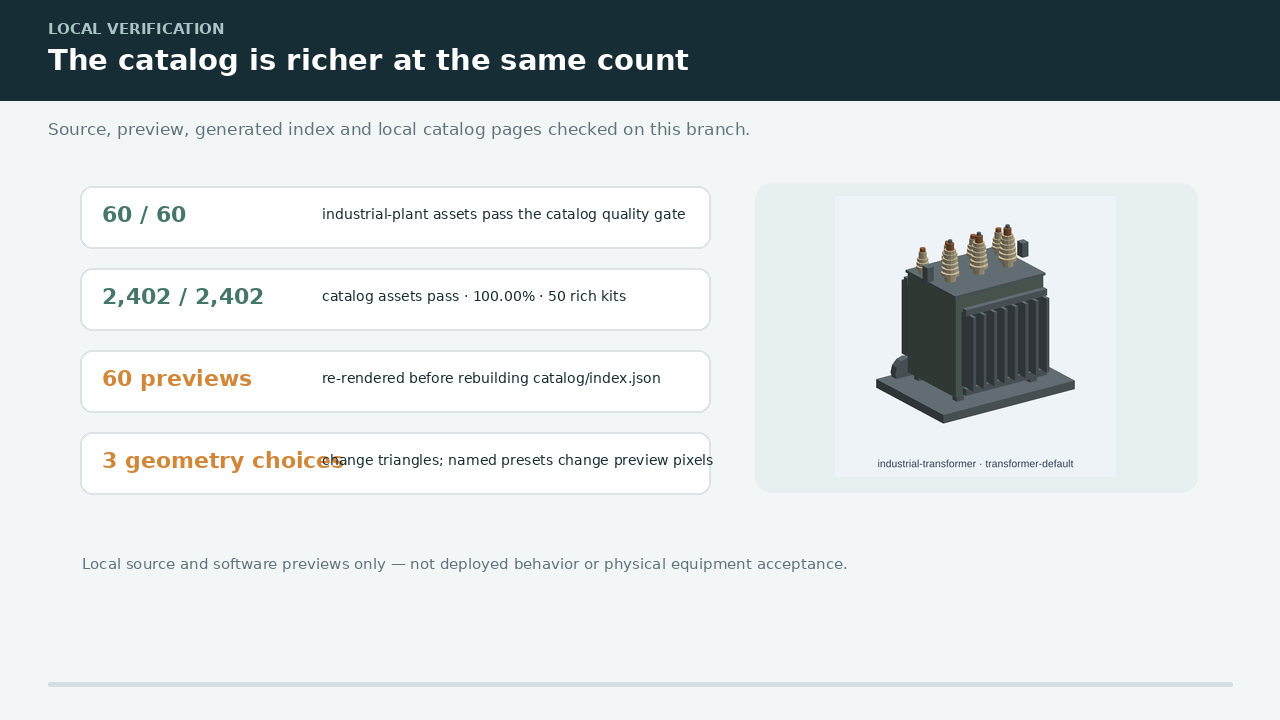 LOCAL VERIFICATION
The catalog is richer at the same count
Source, preview, generated index and local catalog pages checked on this branch.
60 / 60
industrial-plant assets pass the catalog quality gate
2,402 / 2,402
catalog assets pass · 100.00% · 50 rich kits
60 previews
re-rendered before rebuilding catalog/index.json
3 geometry choices
change triangles; named presets change preview pixels
industrial-transformer · transformer-default
Local source and software previews only — not deployed behavior or physical equipment acceptance.